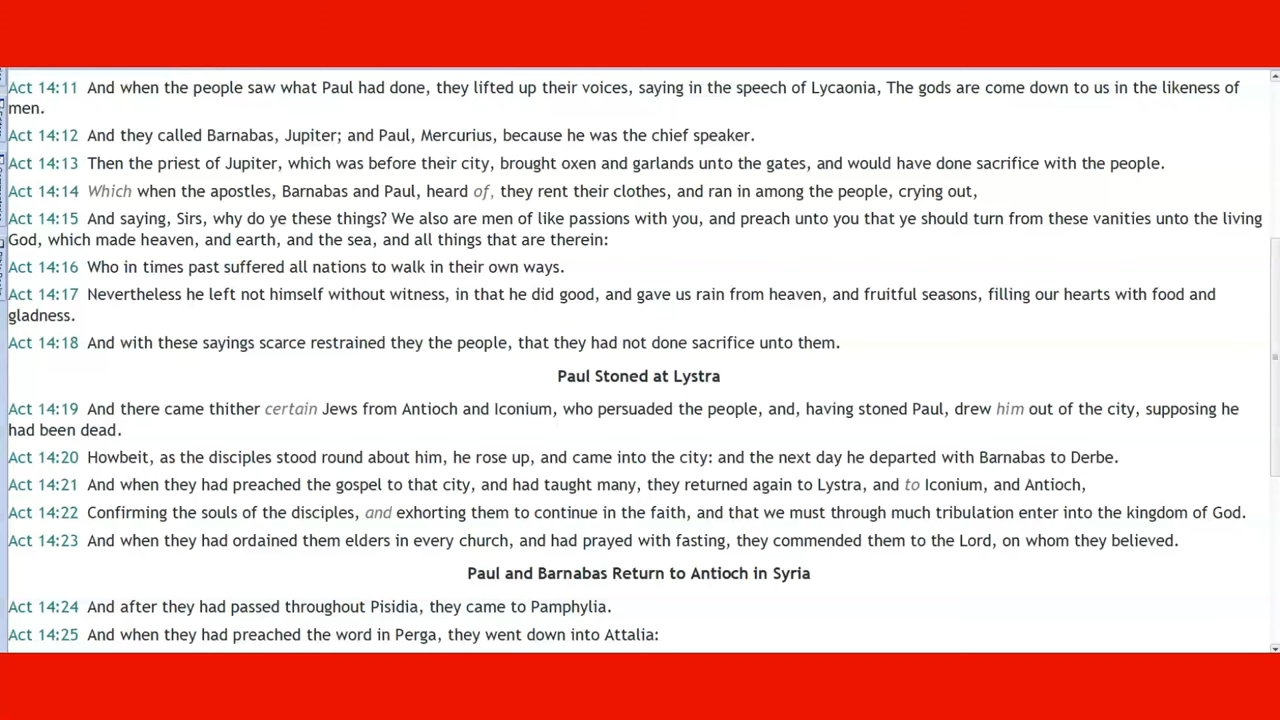 Act 14:11 And when the people saw what Paul had done, they lifted up their voices, saying in the speech of Lycaonia, The gods are come down to us in the likeness of
men.
Act 14:12 And they called Barnabas, Jupiter; and Paul, Mercurius, because he was the chief speaker.
Act 14:13 Then the priest of Jupiter, which was before their city, brought oxen and garlands unto the gates, and would have done sacrifice with the people.
Act 14:14 Which when the apostles, Barnabas and Paul, heard of, they rent their clothes, and ran in among the people, crying out,
Act 14:15 And saying, Sirs, why do ye these things? We also are men of like passions with you, and preach unto you that ye should turn from these vanities unto the living
God, which made heaven, and earth, and the sea, and all things that are therein:
Act 14:16 Who in times past suffered all nations to walk in their own ways.
Act 14:17 Nevertheless he left not himself without witness, in that he did good, and gave us rain from heaven, and fruitful seasons, filling our hearts with food and
gladness.
Act 14:18 And with these sayings scarce restrained they the people, that they had not done sacrifice unto them.
Paul Stoned at Lystra
Act 14:19 And there came thither certain Jews from Antioch and Iconium, who persuaded the people, and, having stoned Paul, drew him out of the city, supposing he
had been dead.
Act 14:20 Howbeit, as the disciples stood round about him, he rose up, and came into the city: and the next day he departed with Barnabas to Derbe.
Act 14:21 And when they had preached the gospel to that city, and had taught many, they returned again to Lystra, and to Iconium, and Antioch,
Act 14:22 Confirming the souls of the disciples, and exhorting them to continue in the faith, and that we must through much tribulation enter into the kingdom of God.
Act 14:23 And when they had ordained them elders in every church, and had prayed with fasting, they commended them to the Lord, on whom they believed.
Paul and Barnabas Return to Antioch in Syria
Act 14:24 And after they had passed throughout Pisidia, they came to Pamphylia.
Act 14:25 And when they had preached the word in Perga, they went down into Attalia: